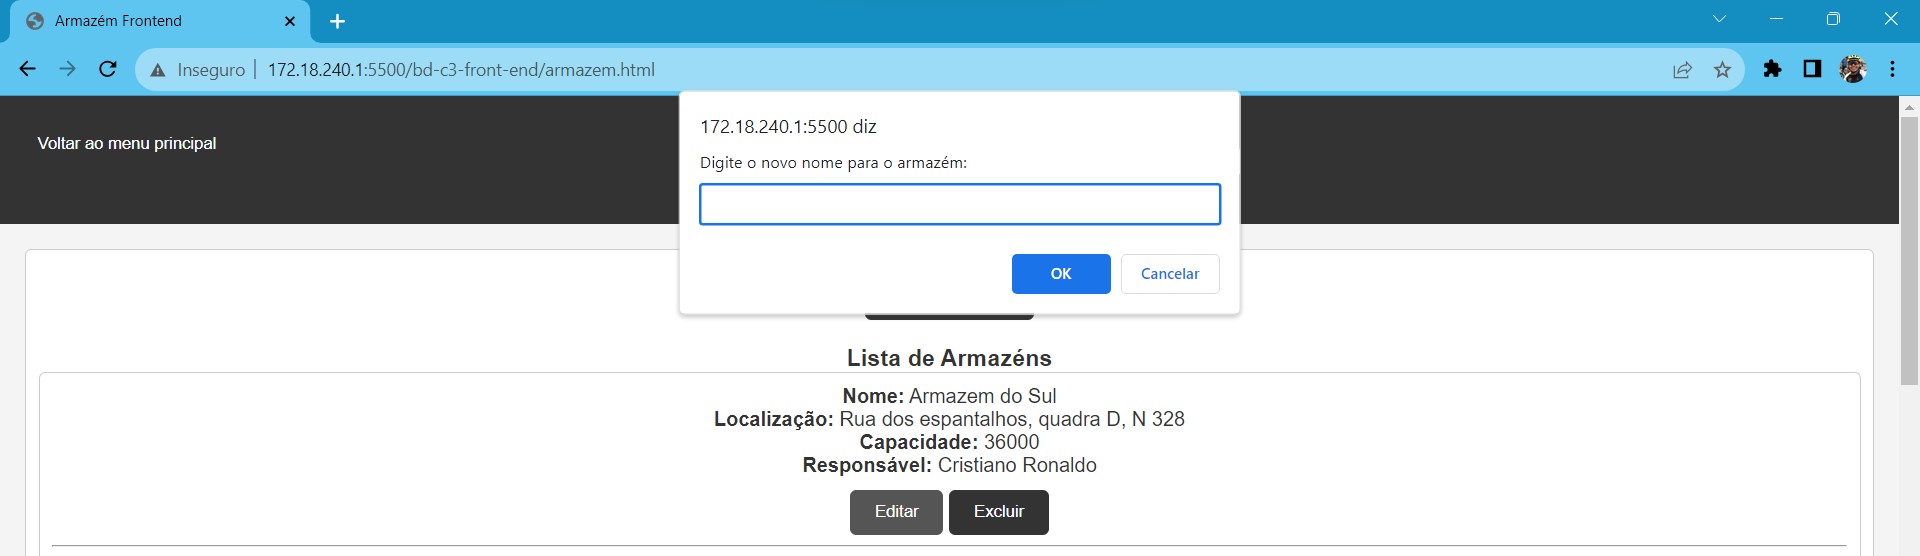 Armazém Frontend
Inseguro | 172.18.240.1:5500/bd-c3-front-end/armazem.html
Voltar ao menu principal
172.18.240.1:5500 diz
Digite o novo nome para o armazém:
OK Cancelar
Lista de Armazéns
Nome: Armazem do Sul
Localização: Rua dos espantalhos, quadra D, N 328
Capacidade: 36000
Responsável: Cristiano Ronaldo
Editar Excluir